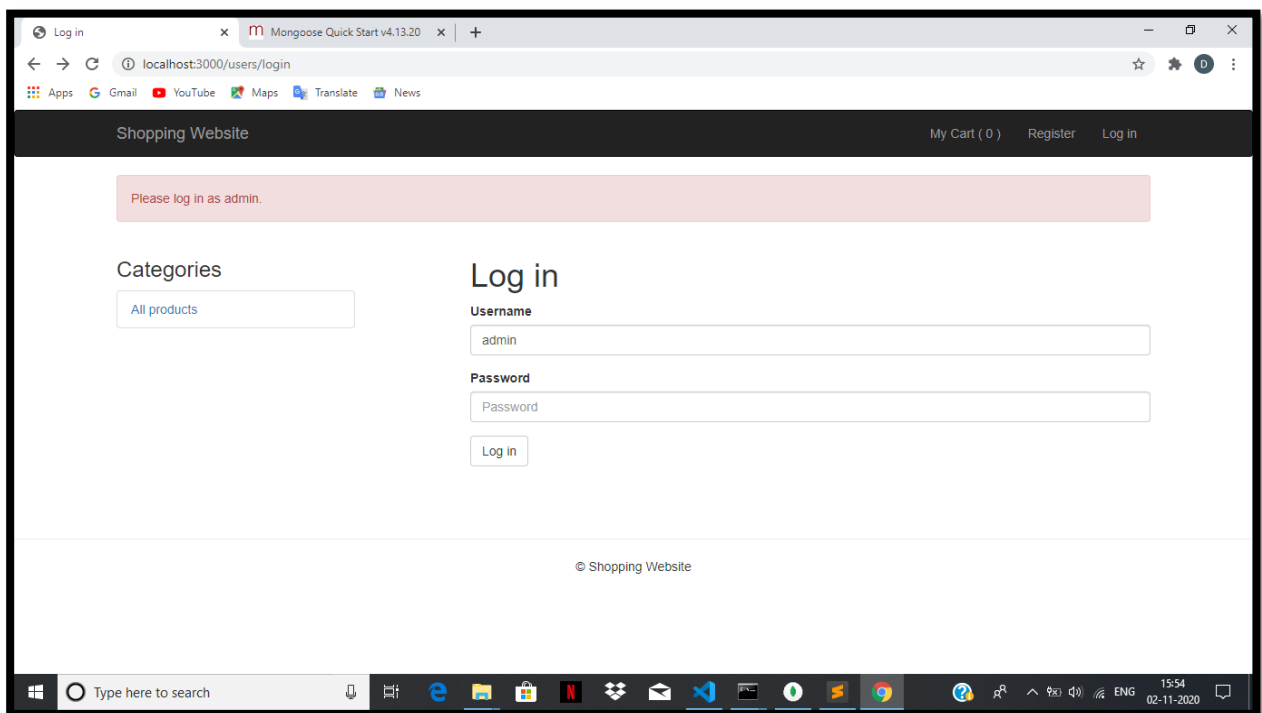 Log in
Mongoose Quick Start v4.13.20
localhost:3000/users/login
D
Apps
Gmail
YouTube
Maps
Translate
News
Shopping Website
My Cart ( 0 )
Register
Log in
Please log in as admin.
Categories
All products
Log in
Username
admin
Password
Password
Log in
© Shopping Website
Type here to search
ENG
15:54
02-11-2020